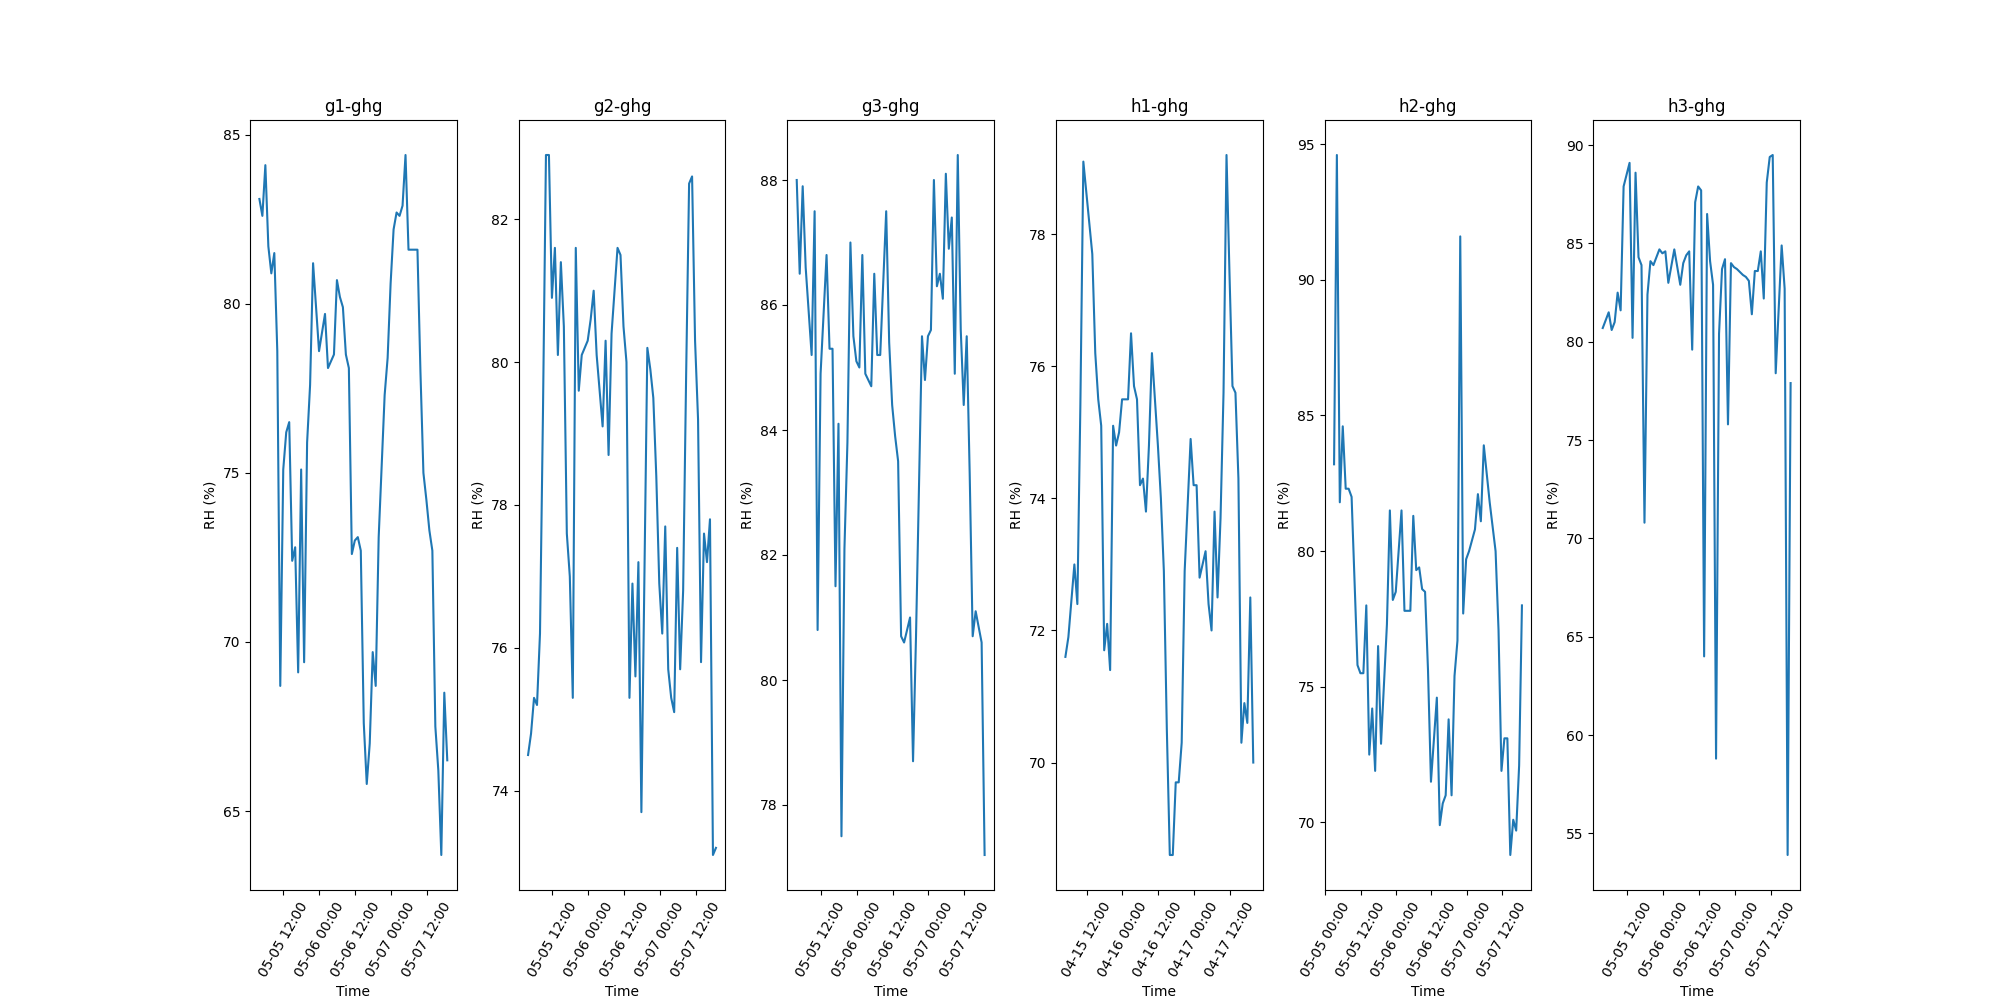 g1-ghg g2-ghg g3-ghg h1-ghg h2-ghg h3-ghg
RH (%)
85
80
75
70
65
05-05 12:00 05-06 00:00 05-06 12:00 05-07 00:00 05-07 12:00
Time
RH (%)
82
80
78
76
74
05-05 12:00 05-06 00:00 05-06 12:00 05-07 00:00 05-07 12:00
Time
RH (%)
88
86
84
82
80
78
05-05 12:00 05-06 00:00 05-06 12:00 05-07 00:00 05-07 12:00
Time
RH (%)
78
76
74
72
70
04-15 12:00 04-16 00:00 04-16 12:00 04-17 00:00 04-17 12:00
Time
RH (%)
95
90
85
80
75
70
05-05 00:00 05-05 12:00 05-06 00:00 05-06 12:00 05-07 00:00 05-07 12:00
Time
RH (%)
90
85
80
75
70
65
60
55
05-05 12:00 05-06 00:00 05-06 12:00 05-07 00:00 05-07 12:00
Time